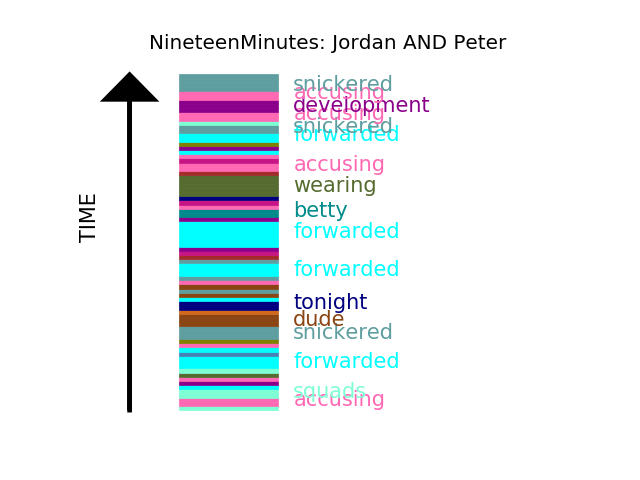 NineteenMinutes: Jordan AND Peter
snickered
accusing
development
accusing
snickered
forwarded
accusing
wearing
betty
forwarded
forwarded
tonight
dude
snickered
forwarded
squads
accusing
TIME